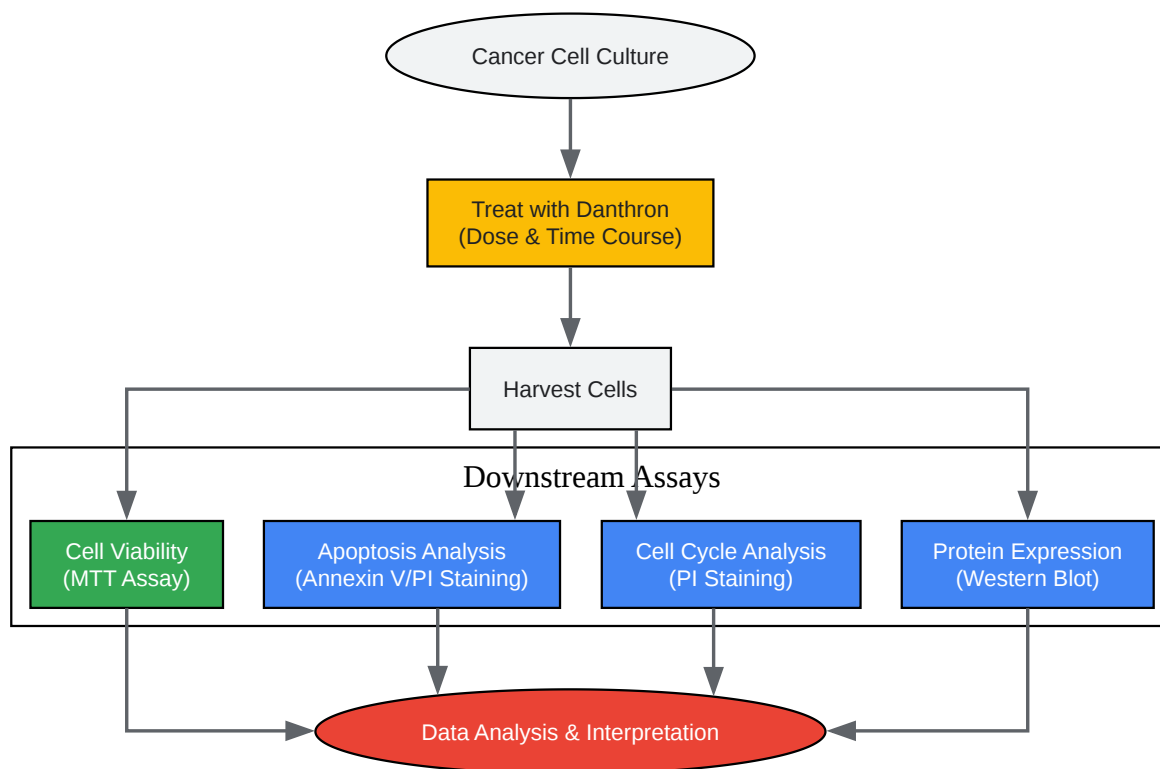 Cancer Cell Culture
Treat with Danthron
(Dose & Time Course)
Harvest Cells
Downstream Assays
Cell Viability
(MTT Assay)
Apoptosis Analysis
(Annexin V/PI Staining)
Cell Cycle Analysis
(PI Staining)
Protein Expression
(Western Blot)
Data Analysis & Interpretation